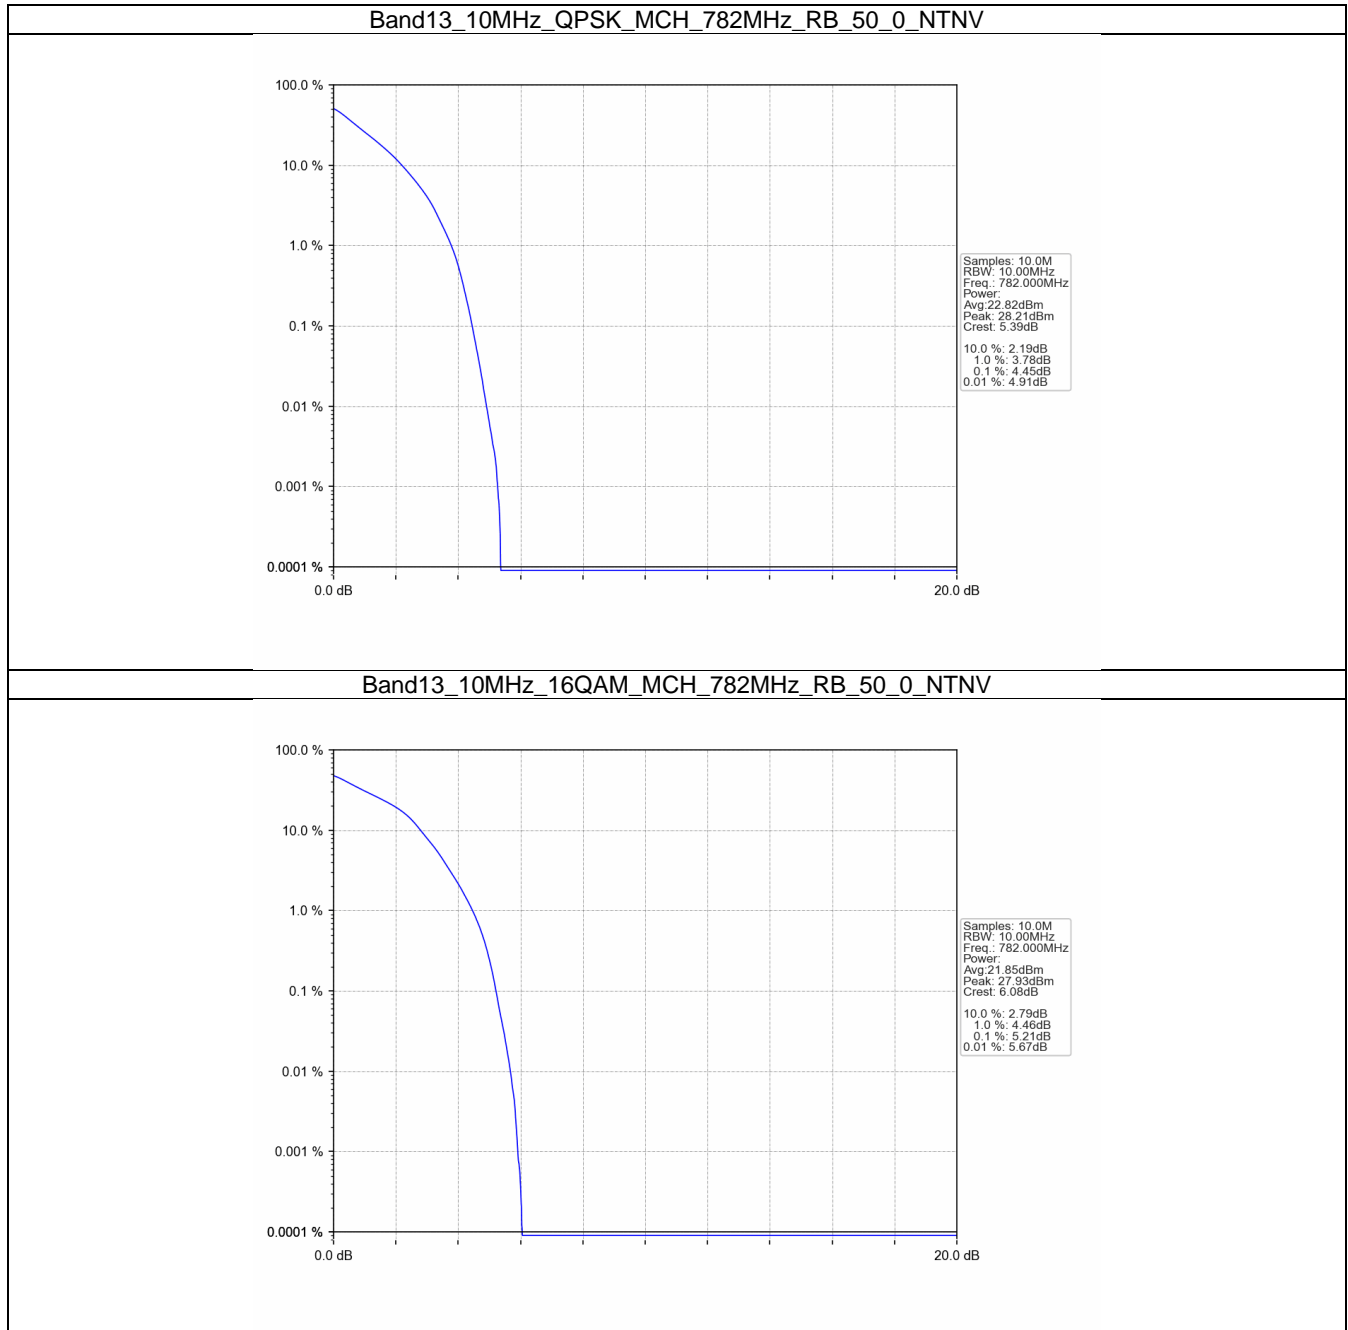 Band13_10MHz_QPSK_MCH_782MHz_RB_50_0_NTNV
100.0 %
10.0 %
1.0 %
0.1 %
0.01 %
0.001 %
0.0001 %
0.0 dB
20.0 dB
Samples: 10.0M
RBW: 10.00MHz
Freq.: 782.000MHz
Power:
Avg:22.82dBm
Peak: 28.21dBm
Crest: 5.39dB
10.0 %: 2.19dB
1.0 %: 3.78dB
0.1 %: 4.45dB
0.01 %: 4.91dB
Band13_10MHz_16QAM_MCH_782MHz_RB_50_0_NTNV
100.0 %
10.0 %
1.0 %
0.1 %
0.01 %
0.001 %
0.0001 %
0.0 dB
20.0 dB
Samples: 10.0M
RBW: 10.00MHz
Freq.: 782.000MHz
Power:
Avg:21.85dBm
Peak: 27.93dBm
Crest: 6.08dB
10.0 %: 2.79dB
1.0 %: 4.46dB
0.1 %: 5.21dB
0.01 %: 5.67dB